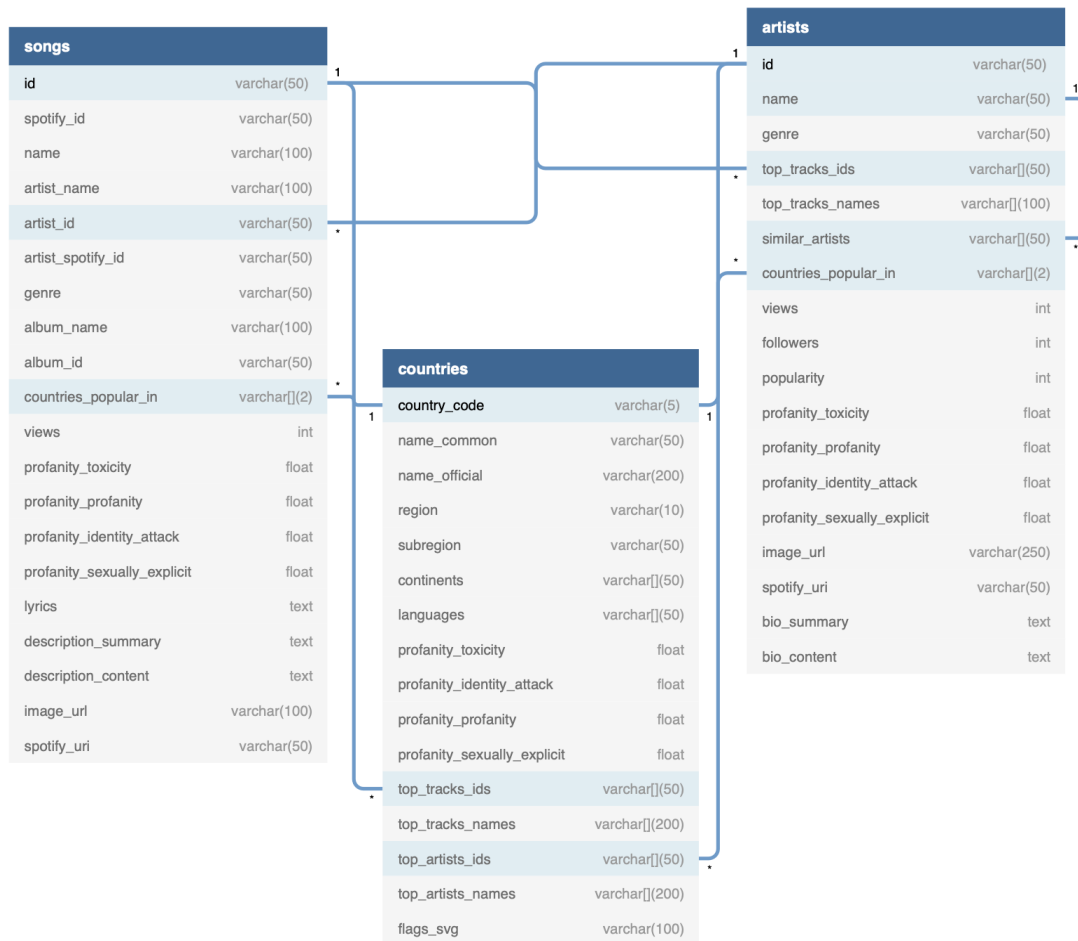 songs
id varchar(50)
spotify_id varchar(50)
name varchar(100)
artist_name varchar(100)
artist_id varchar(50)
artist_spotify_id varchar(50)
genre varchar(50)
album_name varchar(100)
album_id varchar(50)
countries_popular_in varchar[](2)
views int
profanity_toxicity float
profanity_profanity float
profanity_identity_attack float
profanity_sexually_explicit float
lyrics text
description_summary text
description_content text
image_url varchar(100)
spotify_uri varchar(50)
1
*
*
countries
country_code varchar(5)
name_common varchar(50)
name_official varchar(200)
region varchar(10)
subregion varchar(50)
continents varchar[](50)
languages varchar[](50)
profanity_toxicity float
profanity_identity_attack float
profanity_profanity float
profanity_sexually_explicit float
top_tracks_ids varchar[](50)
top_tracks_names varchar[](200)
top_artists_ids varchar[](50)
top_artists_names varchar[](200)
flags_svg varchar(100)
1
1
*
*
artists
id varchar(50)
name varchar(50)
genre varchar(50)
top_tracks_ids varchar[](50)
top_tracks_names varchar[](100)
similar_artists varchar[](50)
countries_popular_in varchar[](2)
views int
followers int
popularity int
profanity_toxicity float
profanity_profanity float
profanity_identity_attack float
profanity_sexually_explicit float
image_url varchar(250)
spotify_uri varchar(50)
bio_summary text
bio_content text
1
*
*
1
*